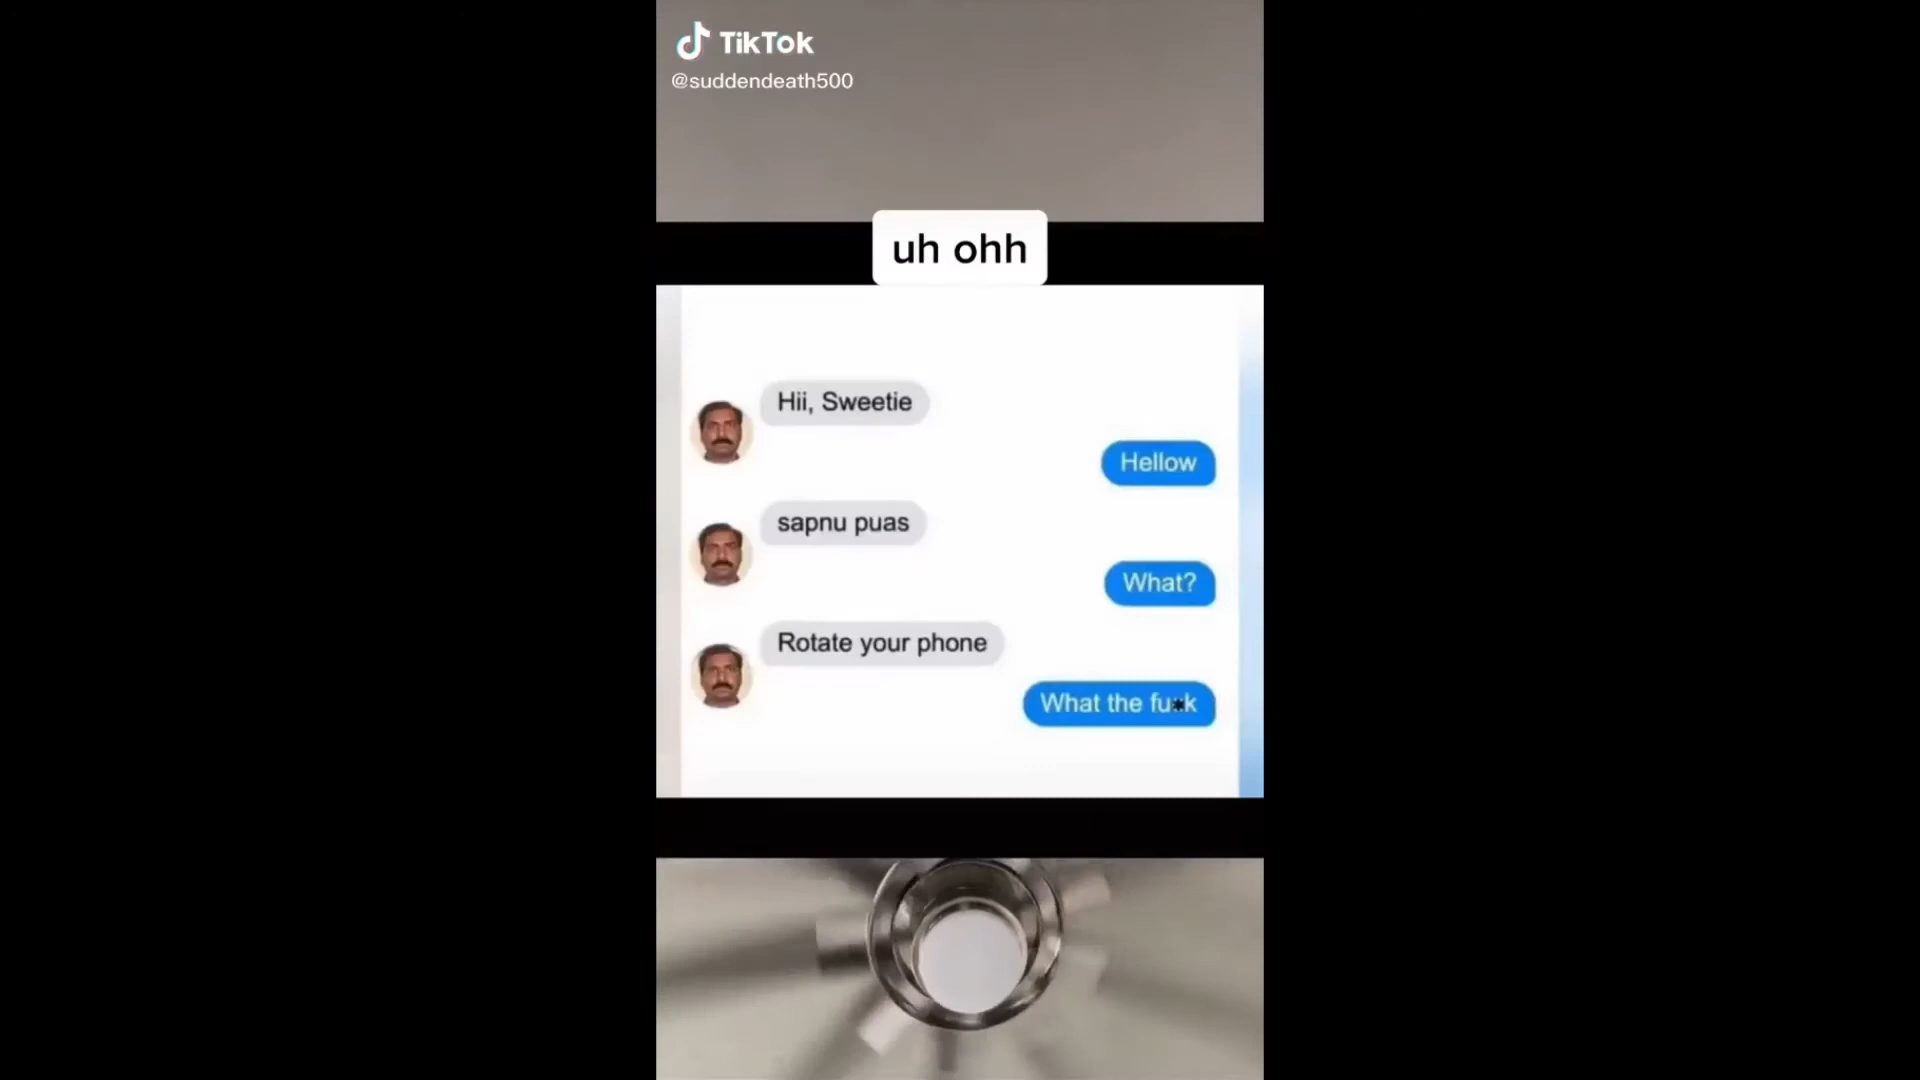 TikTok
@suddendeath500
uh ohh
Hii, Sweetie
Hellow
sapnu puas
What?
Rotate your phone
What the fu*k